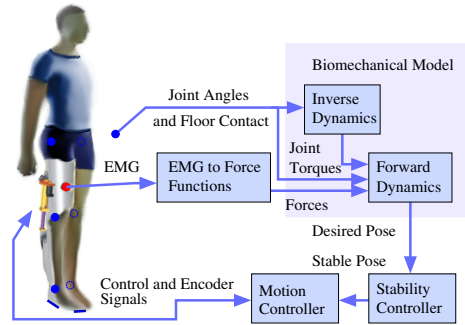 Biomechanical Model
Joint Angles
and Floor Contact
Inverse
Dynamics
Joint
Torques
EMG
EMG to Force
Functions
Forward
Dynamics
Forces
Desired Pose
Stable Pose
Control and Encoder
Signals
Motion
Controller
Stability
Controller